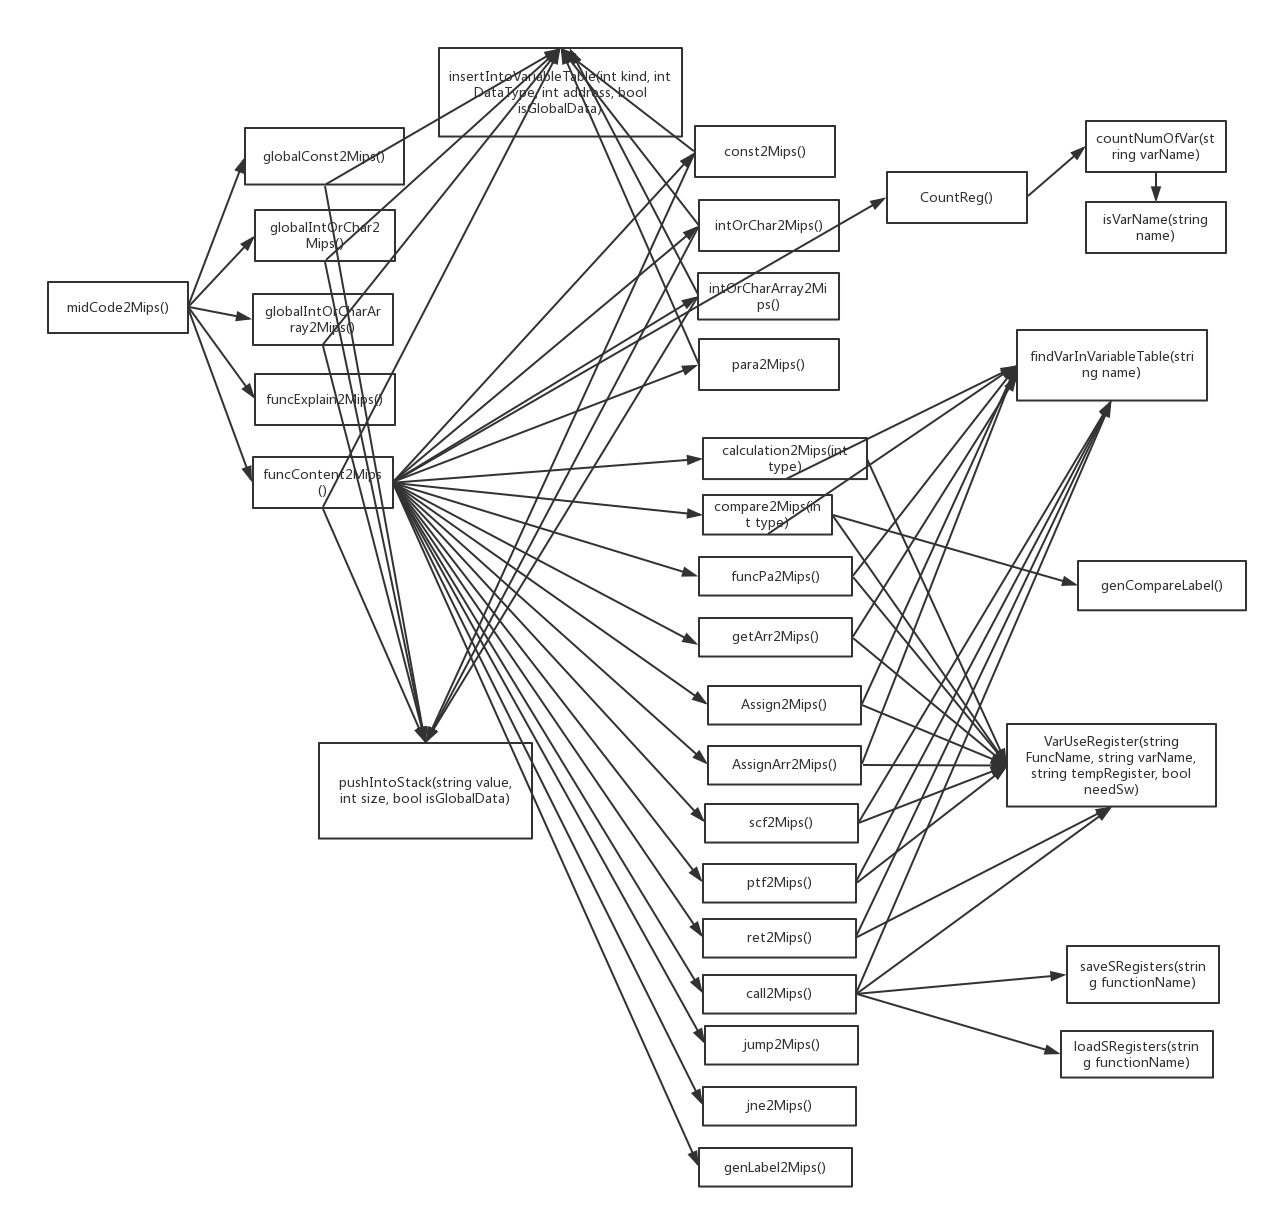 insertIntoVariableTable(int kind, int
DataType, int address, bool
isGlobalData)
globalConst2Mips()
globalIntOrChar2
Mips()
midCode2Mips()
globalIntOrCharAr
ray2Mips()
funcExplain2Mips()
funcContent2Mips
()
pushIntoStack(string value,
int size, bool isGlobalData)
const2Mips()
intOrChar2Mips()
intOrCharArray2Mi
ps()
para2Mips()
calculation2Mips(int
type)
compare2Mips(in
t type)
funcPa2Mips()
getArr2Mips()
Assign2Mips()
AssignArr2Mips()
scf2Mips()
ptf2Mips()
ret2Mips()
call2Mips()
jump2Mips()
jne2Mips()
genLabel2Mips()
CountReg()
countNumOfVar(st
ring varName)
isVarName(string
name)
findVarInVariableTable(stri
ng name)
genCompareLabel()
VarUseRegister(string
FuncName, string varName,
string tempRegister, bool
needSw)
saveSRegisters(strin
g functionName)
loadSRegisters(strin
g functionName)